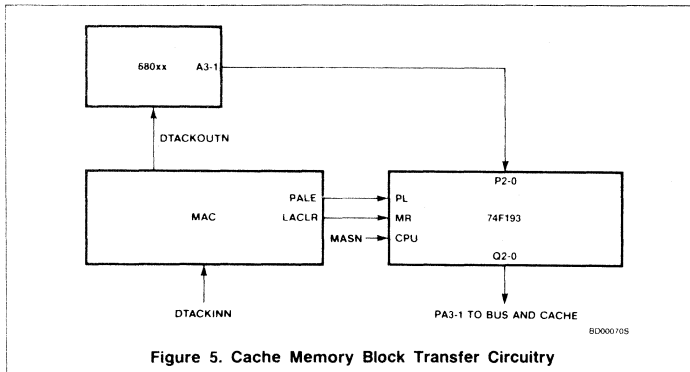 680xx A3-1
DTACKOUTN
P2-0
PALE PL
MAC LACLR MR 74F193
MASN CPU
Q2-0
DTACKINN PA3-1 TO BUS AND CACHE
BD00070S
Figure 5. Cache Memory Block Transfer Circuitry